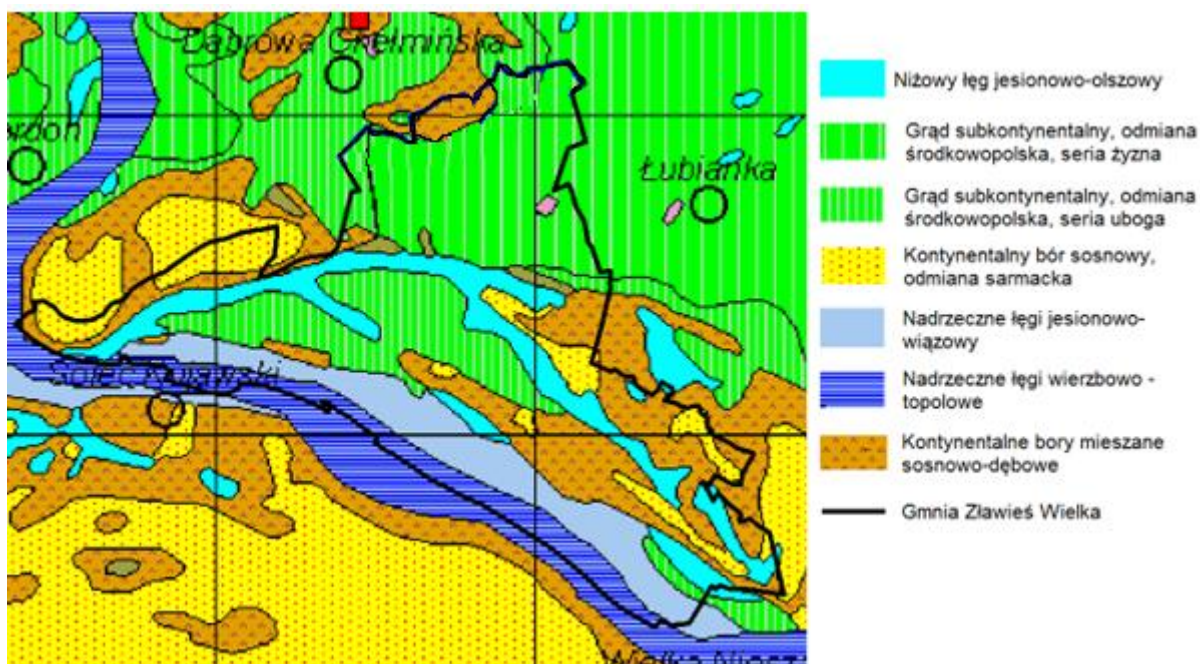 Dąbrowa Chełmińska
Łubianka
Solec Kujawski
Niżowy łęg jesionowo-olszowy
Grąd subkontynentalny, odmiana
środkowopolska, seria żyzna
Grąd subkontynentalny, odmiana
środkowopolska, seria uboga
Kontynentalny bór sosnowy,
odmiana sarmacka
Nadrzeczne łęgi jesionowo-
wiązowy
Nadrzeczne łęgi wierzbowo -
topolowe
Kontynentalne bory mieszane
sosnowo-dębowe
Gmnia Zławieś Wielka